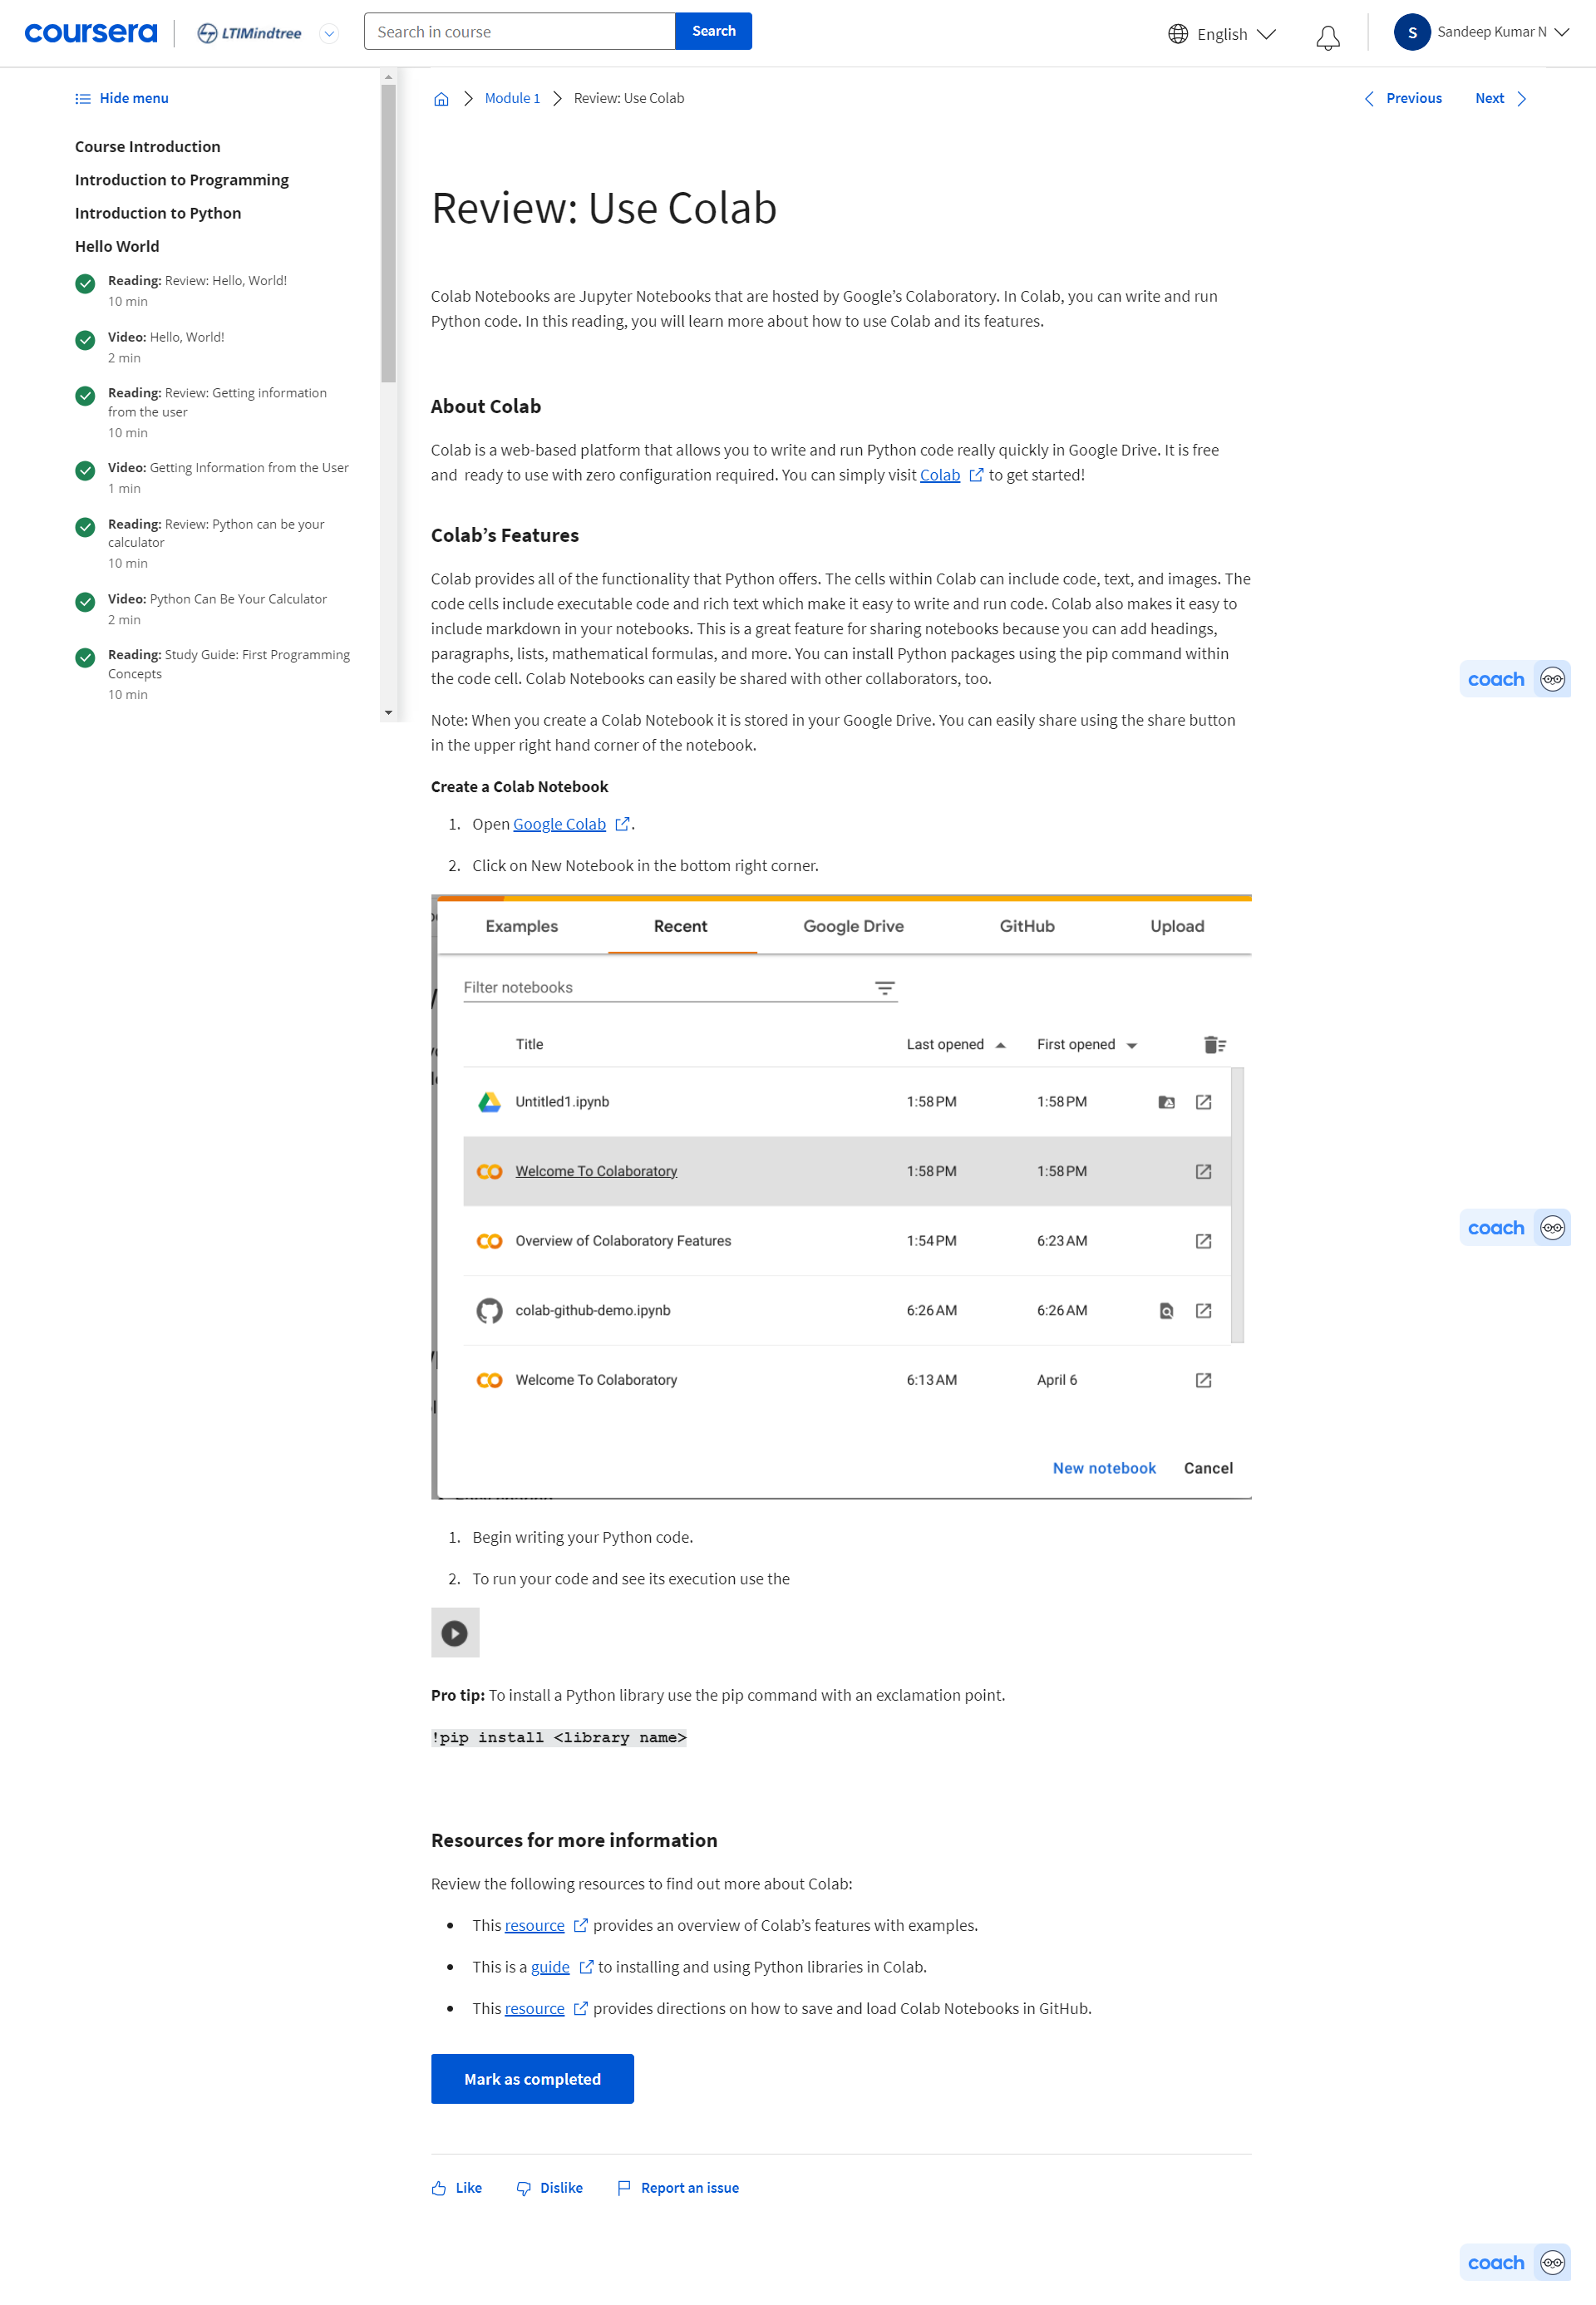 coursera
LTIMindtree
Search in course
Search
English
S
Sandeep Kumar N
Hide menu
Course Introduction
Introduction to Programming
Introduction to Python
Hello World
Reading: Review: Hello, World!
10 min
Video: Hello, World!
2 min
Reading: Review: Getting information
from the user
10 min
Video: Getting Information from the User
1 min
Reading: Review: Python can be your
calculator
10 min
Video: Python Can Be Your Calculator
2 min
Reading: Study Guide: First Programming
Concepts
10 min
Module 1
Review: Use Colab
Previous
Next
Review: Use Colab
Colab Notebooks are Jupyter Notebooks that are hosted by Google’s Colaboratory. In Colab, you can write and run
Python code. In this reading, you will learn more about how to use Colab and its features.
About Colab
Colab is a web-based platform that allows you to write and run Python code really quickly in Google Drive. It is free
and ready to use with zero configuration required. You can simply visit Colab to get started!
Colab’s Features
Colab provides all of the functionality that Python offers. The cells within Colab can include code, text, and images. The
code cells include executable code and rich text which make it easy to write and run code. Colab also makes it easy to
include markdown in your notebooks. This is a great feature for sharing notebooks because you can add headings,
paragraphs, lists, mathematical formulas, and more. You can install Python packages using the pip command within
the code cell. Colab Notebooks can easily be shared with other collaborators, too.
coach
Note: When you create a Colab Notebook it is stored in your Google Drive. You can easily share using the share button
in the upper right hand corner of the notebook.
Create a Colab Notebook
1. Open Google Colab .
2. Click on New Notebook in the bottom right corner.
Examples Recent Google Drive GitHub Upload
Filter notebooks
Title Last opened First opened
Untitled1.ipynb 1:58 PM 1:58 PM
Welcome To Colaboratory 1:58 PM 1:58 PM
coach
Overview of Colaboratory Features 1:54 PM 6:23 AM
colab-github-demo.ipynb 6:26 AM 6:26 AM
Welcome To Colaboratory 6:13 AM April 6
New notebook Cancel
1. Begin writing your Python code.
2. To run your code and see its execution use the
Pro tip: To install a Python library use the pip command with an exclamation point.
!pip install <library name>
Resources for more information
Review the following resources to find out more about Colab:
• This resource provides an overview of Colab’s features with examples.
• This is a guide to installing and using Python libraries in Colab.
• This resource provides directions on how to save and load Colab Notebooks in GitHub.
Mark as completed
Like
Dislike
Report an issue
coach